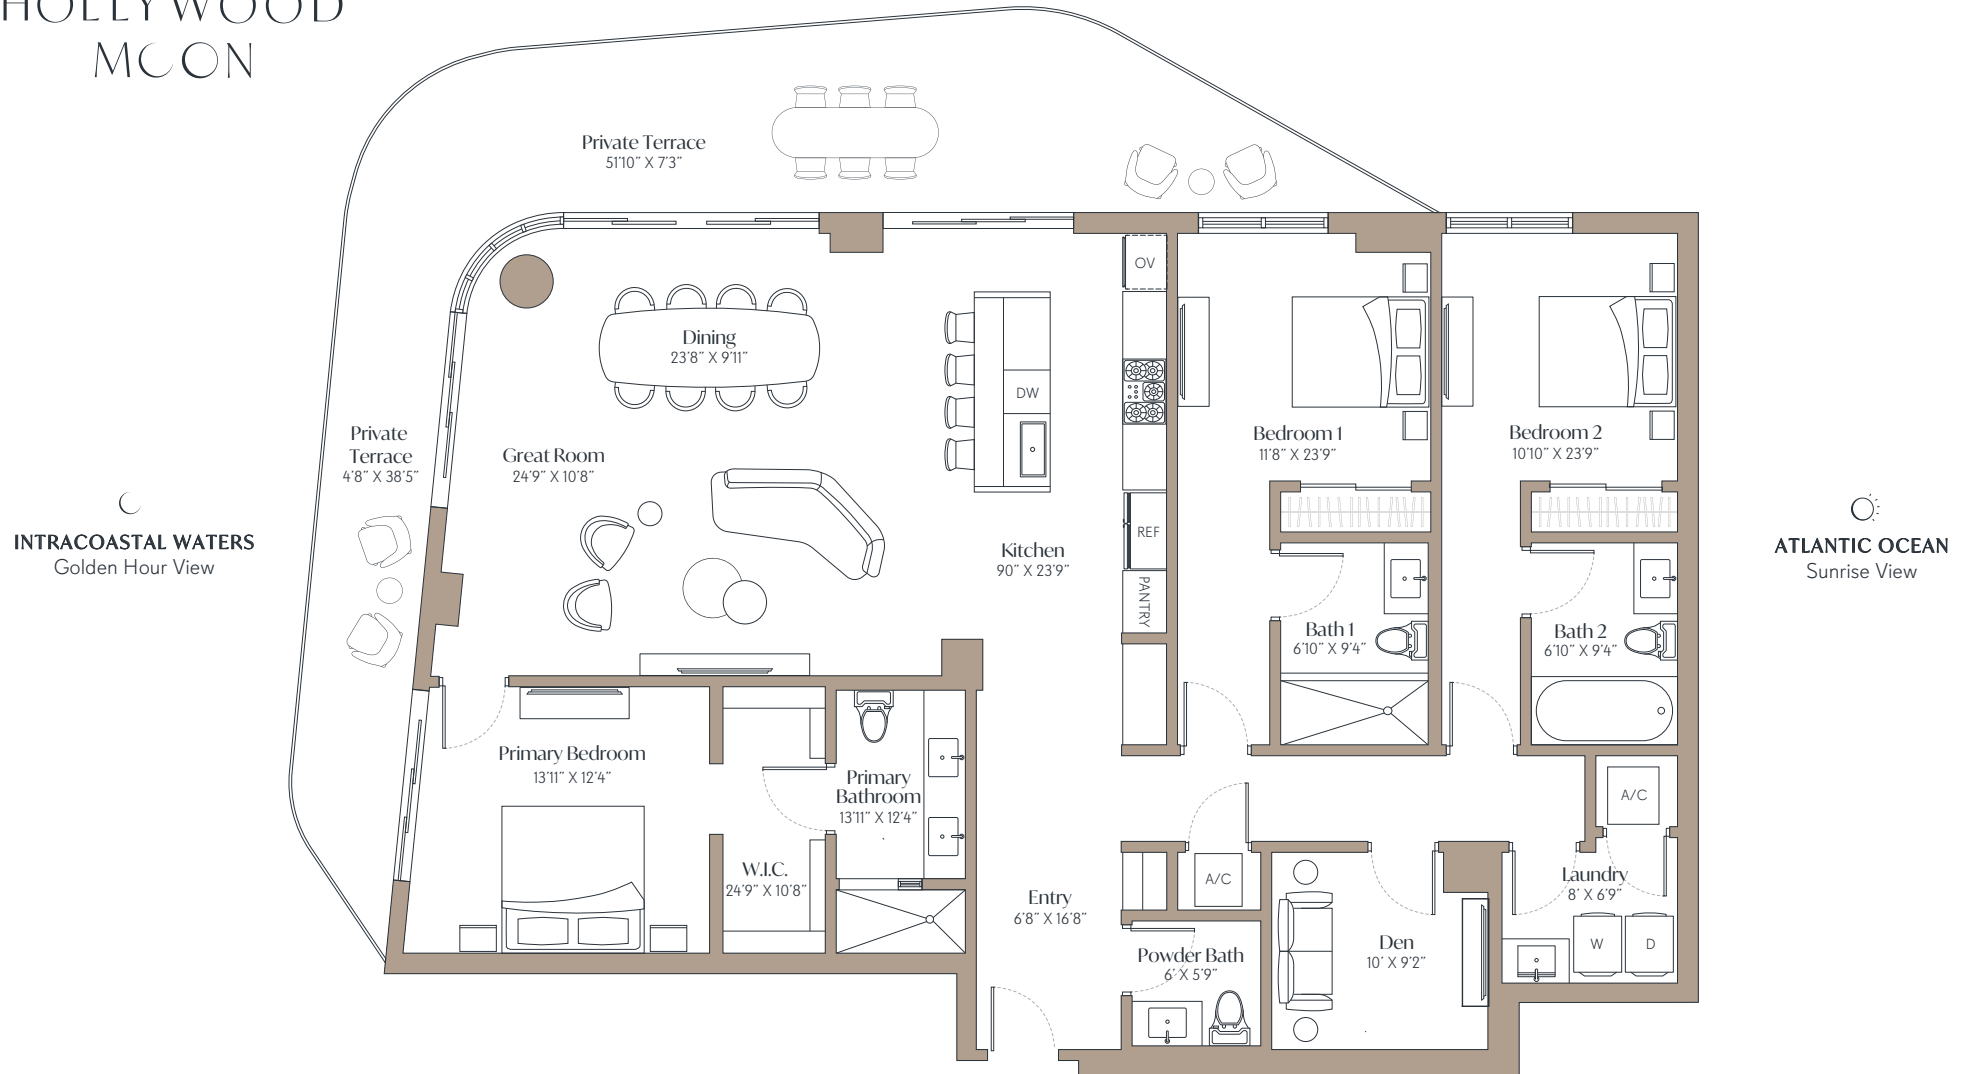 HOLLYWOOD
MOON
Private Terrace
51'10" X 7'3"
OV
Dining
23'8" X 9'11"
DW
Private
Terrace
4'8" X 38'5"
Great Room
24'9" X 10'8"
Bedroom 1
11'8" X 23'9"
Bedroom 2
10'10" X 23'9"
INTRACOASTAL WATERS
Golden Hour View
ATLANTIC OCEAN
Sunrise View
Kitchen
90" X 23'9"
REF
PANTRY
Bath 1
6'10" X 9'4"
Bath 2
6'10" X 9'4"
Primary Bedroom
13'11" X 12'4"
Primary
Bathroom
13'11" X 12'4"
A/C
W.I.C.
24'9" X 10'8"
A/C
Laundry
8' X 6'9"
Entry
6'8" X 16'8"
Powder Bath
6' X 5'9"
Den
10' X 9'2"
W
D